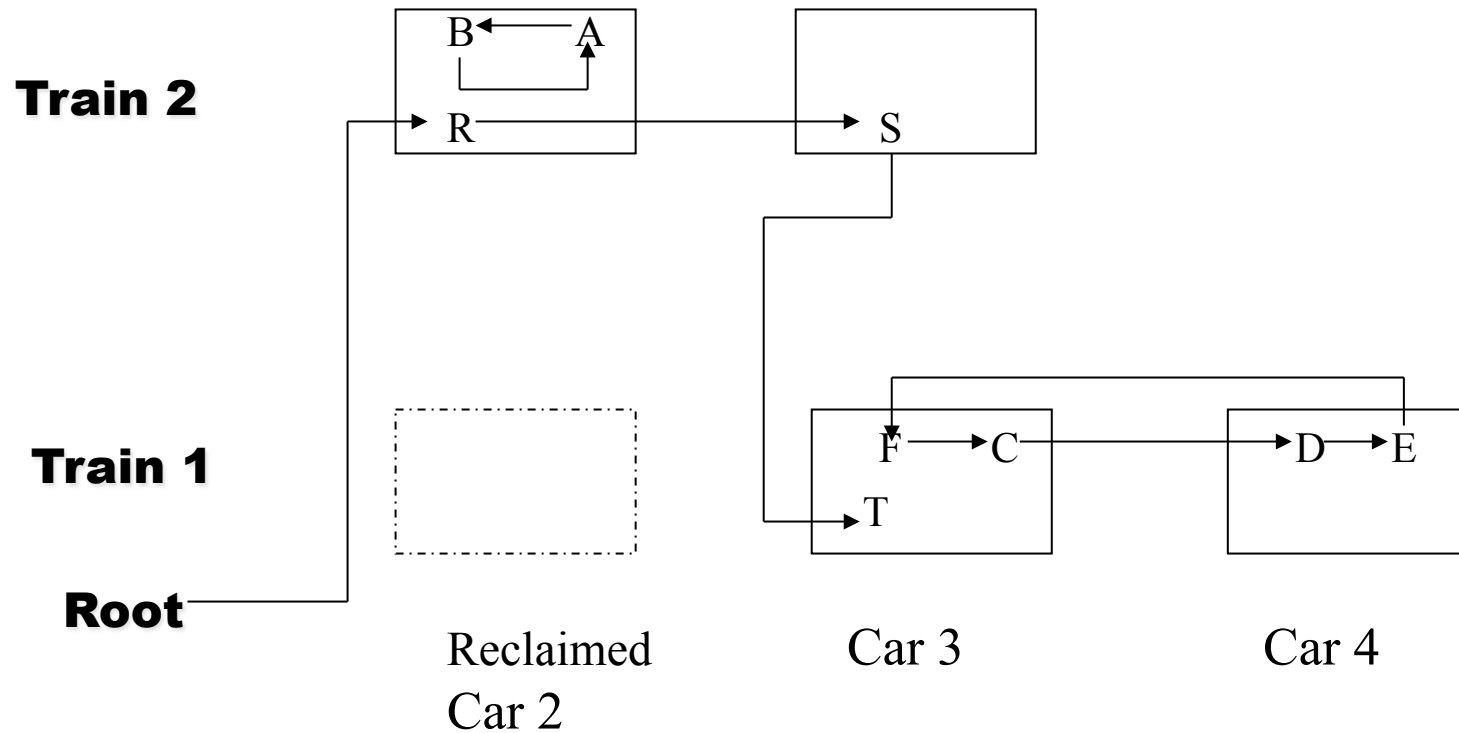 B A
Train 2
R S
Train 1
F C D E
T
Root
Reclaimed
Car 2
Car 3
Car 4